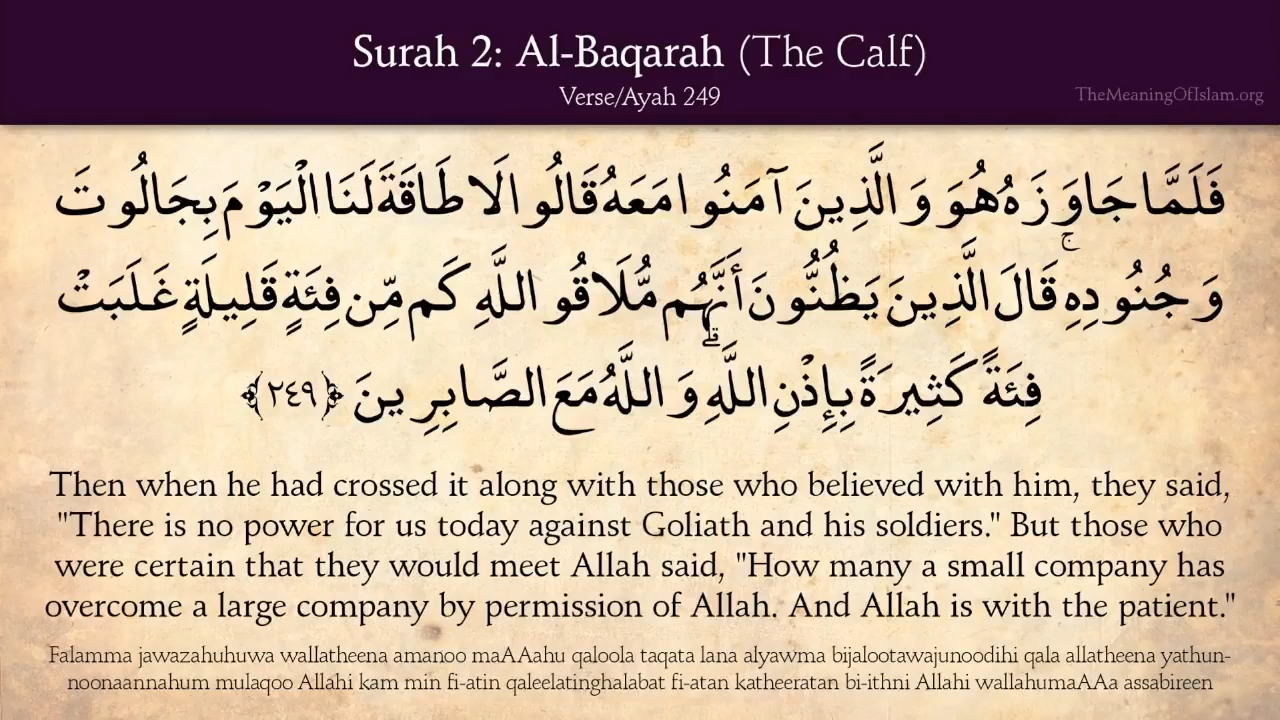 Surah 2: Al-Baqarah (The Calf)
Verse/Ayah 249
TheMeaningOfIslam.org
فَلَمَّا جَاوَزَهُ هُوَ وَالَّذِينَ آمَنُوا مَعَهُ قَالُوا لَا طَاقَةَ لَنَا الْيَوْمَ بِجَالُوتَ
وَجُنُودِهِ ۚ قَالَ الَّذِينَ يَظُنُّونَ أَنَّهُم مُّلَاقُو اللَّهِ كَم مِّن فِئَةٍ قَلِيلَةٍ غَلَبَتْ
فِئَةً كَثِيرَةً بِإِذْنِ اللَّهِ ۗ وَاللَّهُ مَعَ الصَّابِرِينَ ﴿٢٤٩﴾
Then when he had crossed it along with those who believed with him, they said,
"There is no power for us today against Goliath and his soldiers." But those who
were certain that they would meet Allah said, "How many a small company has
overcome a large company by permission of Allah. And Allah is with the patient."
Falamma jawazahuhuwa wallatheena amanoo maAAahu qaloola taqata lana alyawma bijalootawajunoodihi qala allatheena yathun-
noonaannahum mulaqoo Allahi kam min fi-atin qaleelatinghalabat fi-atan katheeratan bi-ithni Allahi wallahumaAAa assabireen